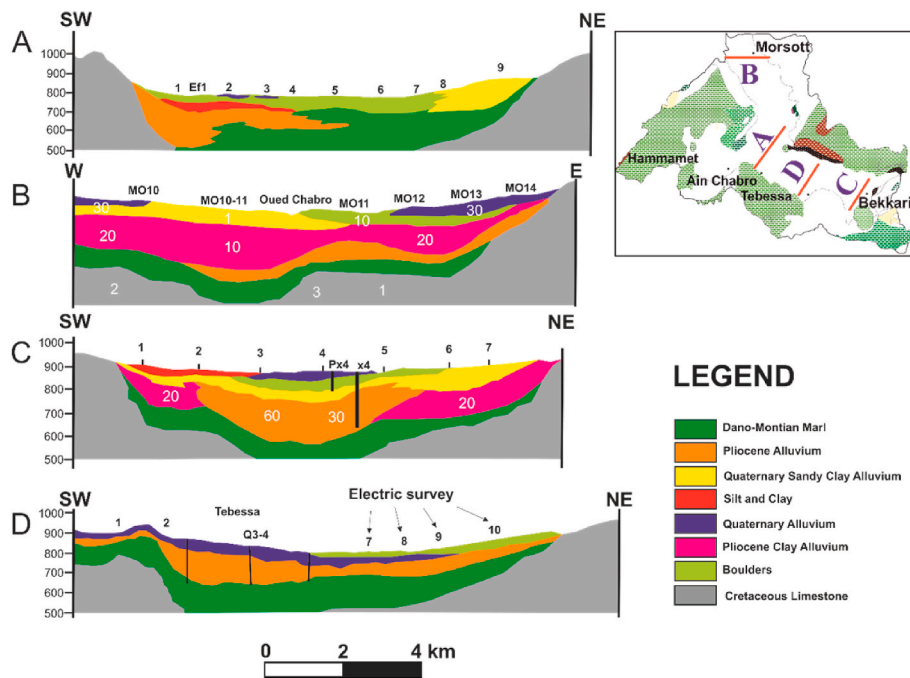 SW NE
A
1000
900
800
700
600
500
1 Ef1 2 3 4 5 6 7 8 9
W E
B
MO10 MO10-11 Oued Chabro MO11 MO12 MO13 MO14
30 1 10 30
20 10 20
2 3 1
SW NE
C
1000
900
800
700
600
500
1 2 3 4 Px4 x4 5 6 7
20 60 30 20
SW NE
D
1000
900
800
700
600
500
Tebessa Electric survey
1 2 Q3-4 7 8 9 10
0 2 4 km
Morsott
B
A
Hammamet
Ain Chabro
D
Tebessa
C
Bekkari
LEGEND
Dano-Montian Marl
Pliocene Alluvium
Quaternary Sandy Clay Alluvium
Silt and Clay
Quaternary Alluvium
Pliocene Clay Alluvium
Boulders
Cretaceous Limestone